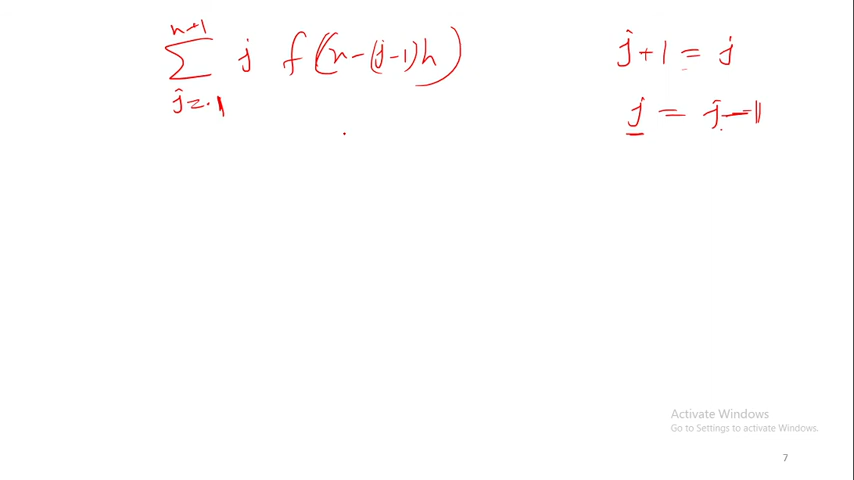 n+1
∑ j f(x-(j-1)h)
j=1
j+1 = j
j = j-1
Activate Windows
Go to Settings to activate Windows.
7